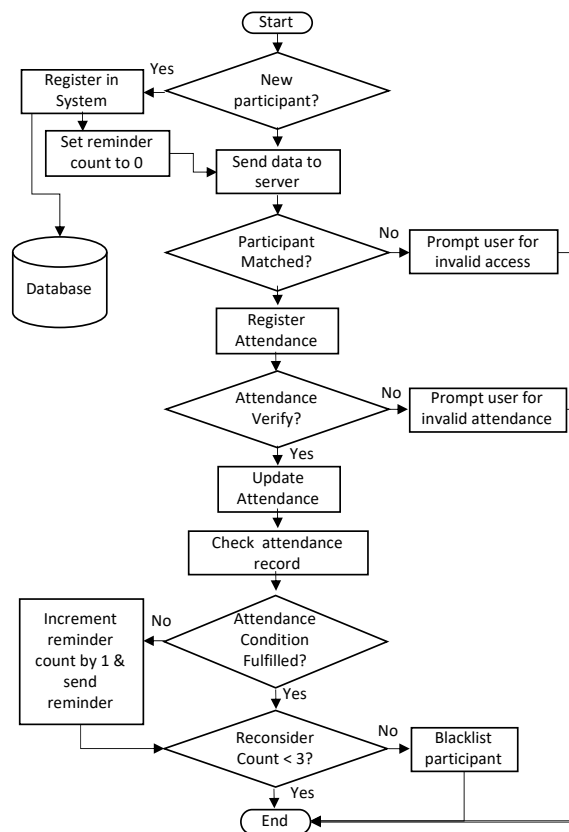 Start
Yes
New
participant?
Register in
System
Set reminder
count to 0
Send data to
server
Database
Participant
Matched?
No
Prompt user for
invalid access
Register
Attendance
Attendance
Verify?
No
Prompt user for
invalid attendance
Yes
Update
Attendance
Check attendance
record
Increment
reminder
count by 1 &
send
reminder
No
Attendance
Condition
Fulfilled?
Yes
Reconsider
Count < 3?
No
Blacklist
participant
Yes
End